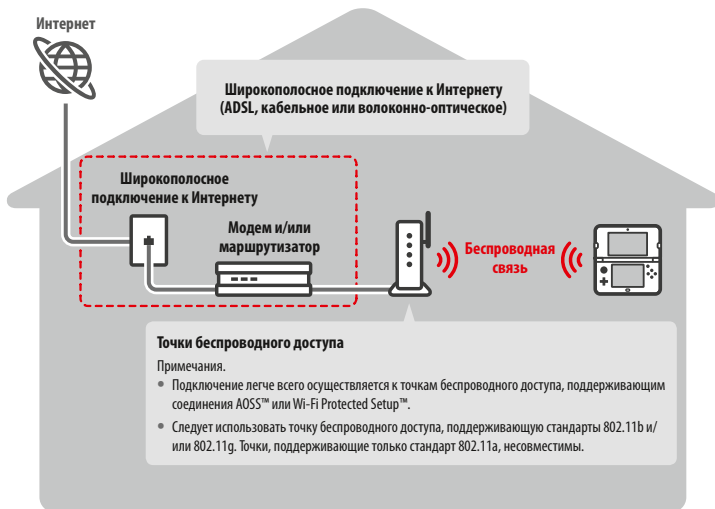 Интернет
Широкополосное подключение к Интернету
(ADSL, кабельное или волоконно-оптическое)
Широкополосное
подключение к Интернету
Модем и/или
маршрутизатор
Беспроводная
связь
Точки беспроводного доступа
Примечания.
• Подключение легче всего осуществляется к точкам беспроводного доступа, поддерживающим
соединения AOSS™ или Wi-Fi Protected Setup™.
• Следует использовать точку беспроводного доступа, поддерживающую стандарты 802.11b и/
или 802.11g. Точки, поддерживающие только стандарт 802.11a, несовместимы.